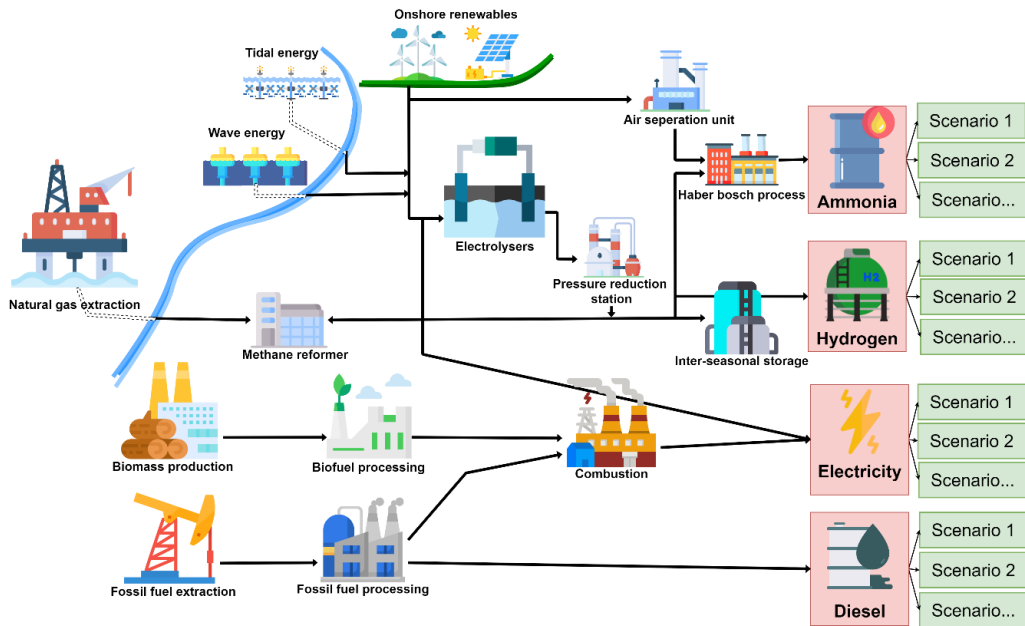 Onshore renewables
Tidal energy
Wave energy
Air seperation unit
Haber bosch process
Ammonia
Scenario 1
Scenario 2
Scenario...
Electrolysers
Pressure reduction
station
Natural gas extraction
Methane reformer
Inter-seasonal storage
H2
Hydrogen
Scenario 1
Scenario 2
Scenario...
Biomass production
Biofuel processing
Combustion
Electricity
Scenario 1
Scenario 2
Scenario...
Fossil fuel extraction
Fossil fuel processing
Diesel
Scenario 1
Scenario 2
Scenario...